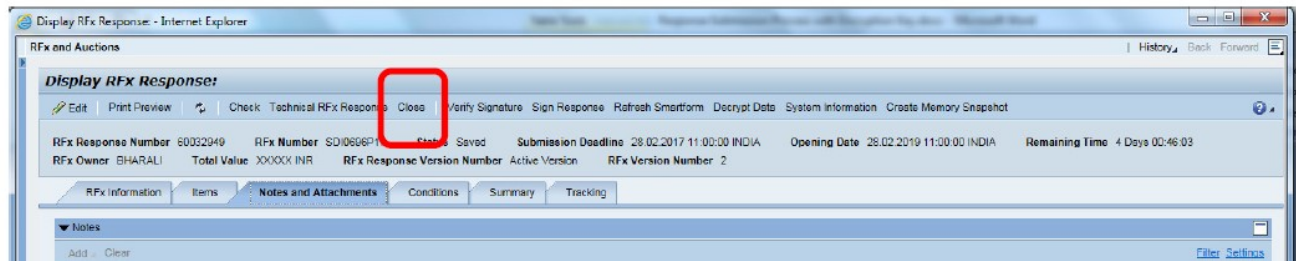 Display RFx Response: - Internet Explorer
RFx and Auctions | History Back Forward
Display RFx Response:
Edit | Print Preview | Check Technical RFx Response Close | Verify Signature Sign Response Refresh Smartform Decrypt Data System Information Create Memory Snapshot
RFx Response Number 60032949 RFx Number SDI0696P1 Status Saved Submission Deadline 28.02.2017 11:00:00 INDIA Opening Date 28.02.2019 11:00:00 INDIA Remaining Time 4 Days 00:46:03
RFx Owner BHARALI Total Value XXXXX INR RFx Response Version Number Active Version RFx Version Number 2
RFx Information Items Notes and Attachments Conditions Summary Tracking
Notes
Add Clear Filter Settings